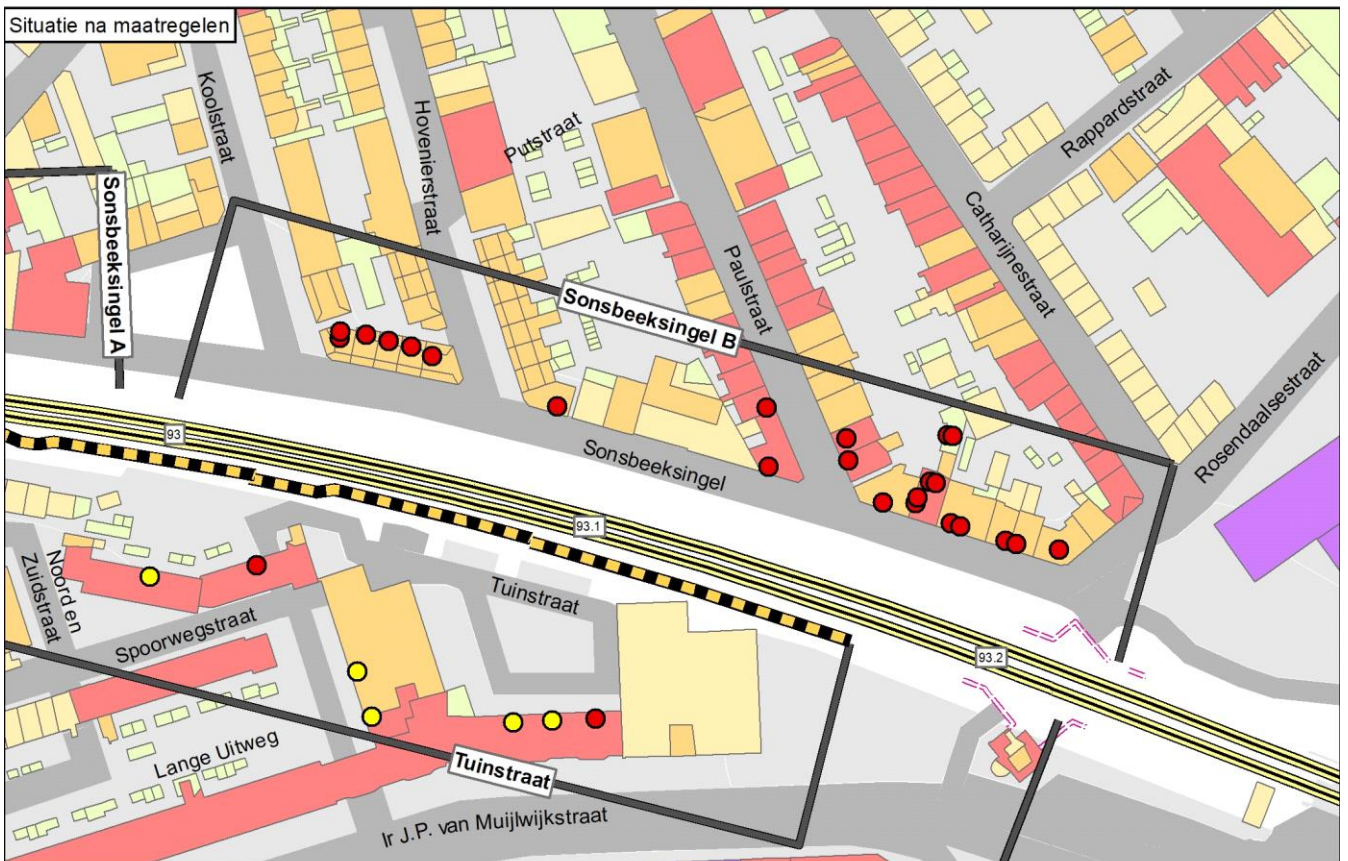 Situatie na maatregelen
Koolstraat
Hovenierstraat
Putstraat
Rappardstraat
Sonsbeeksingel A
Catharijnestraat
Paulstraat
Sonsbeeksingel B
Rosendaalsestraat
93
Sonsbeeksingel
93.1
Noord en
Zuidstraat
Tuinstraat
Spoorwegstraat
93.2
Lange Uitweg
Tuinstraat
Ir J.P. van Muijlwijkstraat